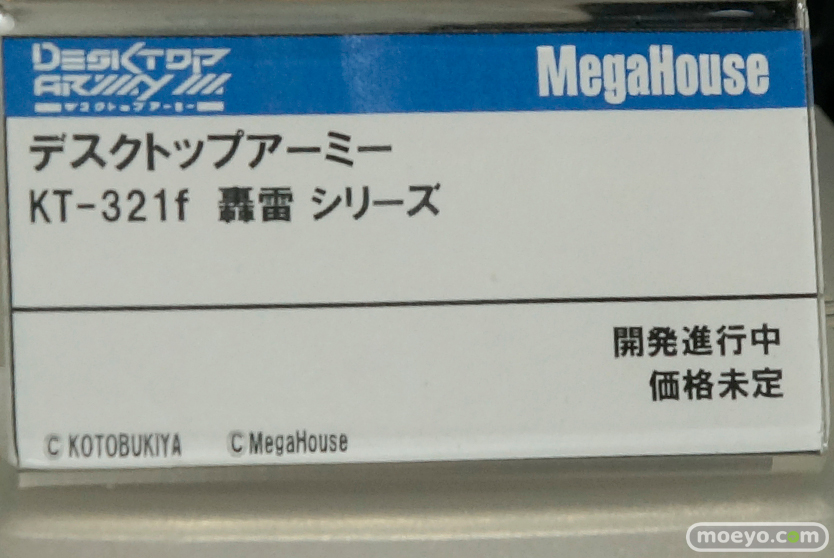 DESKTOP
ARMY
デスクトップアーミー
MegaHouse
デスクトップアーミー
KT-321f 轟雷 シリーズ
開発進行中
価格未定
© KOTOBUKIYA © MegaHouse
moeyo.com